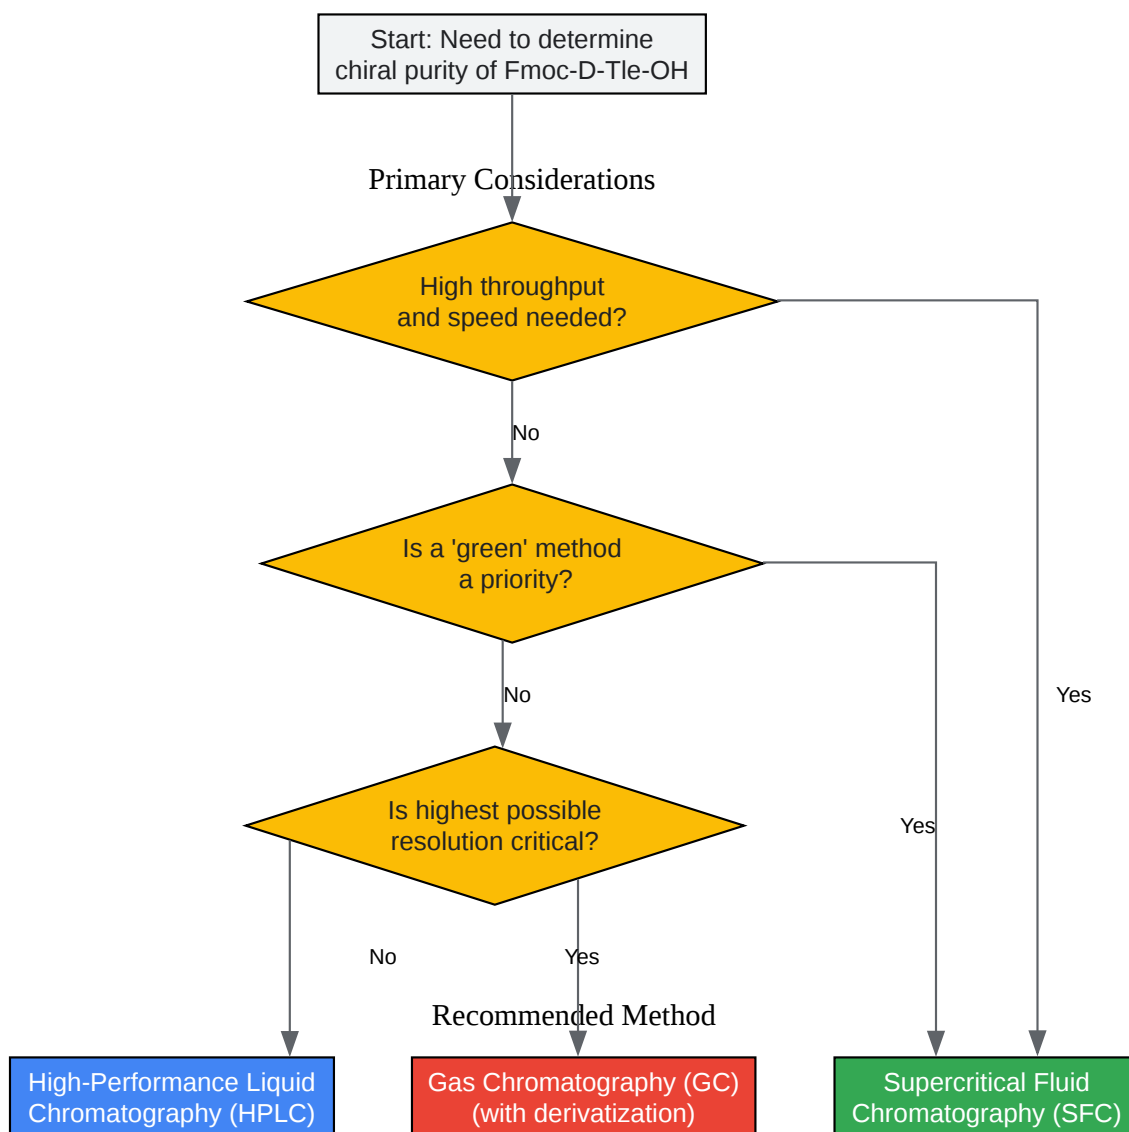 Start: Need to determine
chiral purity of Fmoc-D-Tle-OH
Primary Considerations
High throughput
and speed needed?
No
Is a 'green' method
a priority?
No
Yes
Is highest possible
resolution critical?
Yes
No
Yes
Recommended Method
High-Performance Liquid
Chromatography (HPLC)
Gas Chromatography (GC)
(with derivatization)
Supercritical Fluid
Chromatography (SFC)